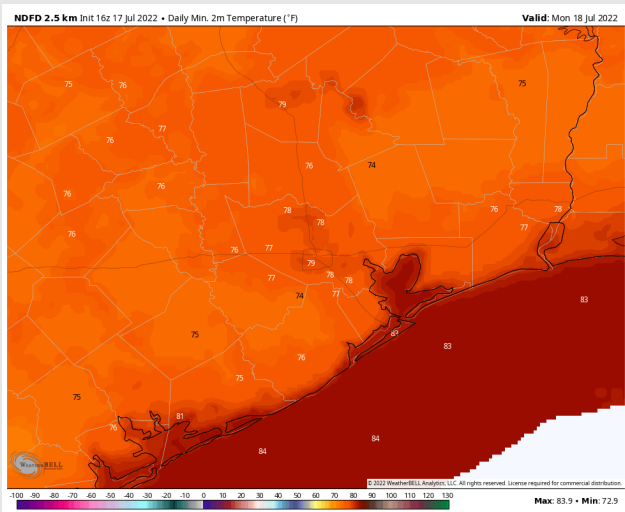 NDFD 2.5 km Init 16z 17 Jul 2022 • Daily Min. 2m Temperature (°F)
Valid: Mon 18 Jul 2022
75 76 75
79
77
76
76 74
76 76
78 76 78
78 77
76
76 77
79
77 78 78
74 77
83
75 83 83
76
75
75
81
76
84 84
WeatherBELL
© 2022 WeatherBELL Analytics, LLC. All rights reserved. License required for commercial distribution.
-100 -90 -80 -70 -60 -50 -40 -30 -20 -10 0 10 20 30 40 50 60 70 80 90 100 110 120 130
Max: 83.9 • Min: 72.9